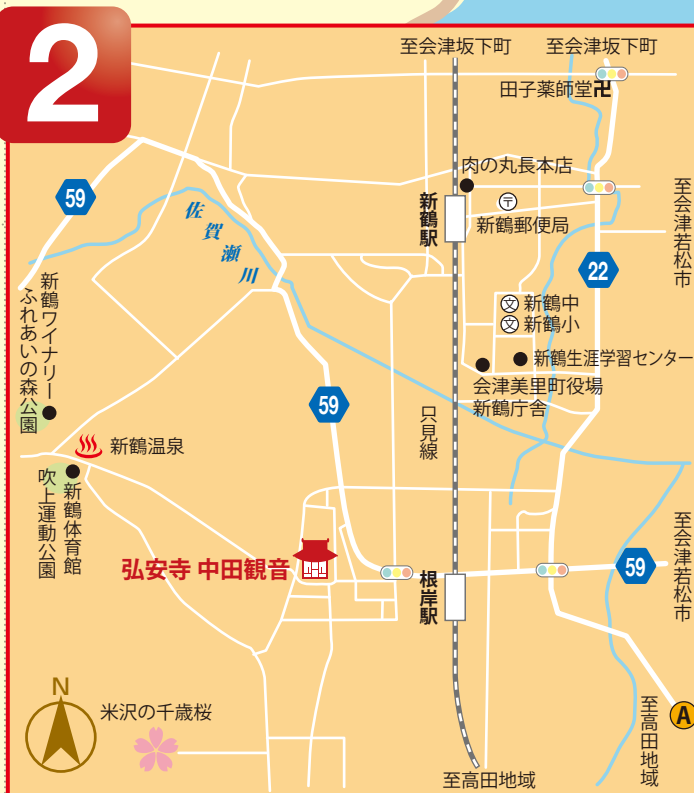 2
至会津坂下町
至会津坂下町
田子薬師堂卍
肉の丸長本店
新鶴駅
〒
新鶴郵便局
至会津若松市
59
佐賀瀬川
22
新鶴ワイナリー
ふれあいの森公園
文 新鶴中
文 新鶴小
新鶴生涯学習センター
会津美里町役場
新鶴庁舎
59
只見線
新鶴温泉
新鶴体育館
吹上運動公園
弘安寺 中田観音
根岸駅
59
至会津若松市
N
米沢の千歳桜
至高田地域
A
至高田地域